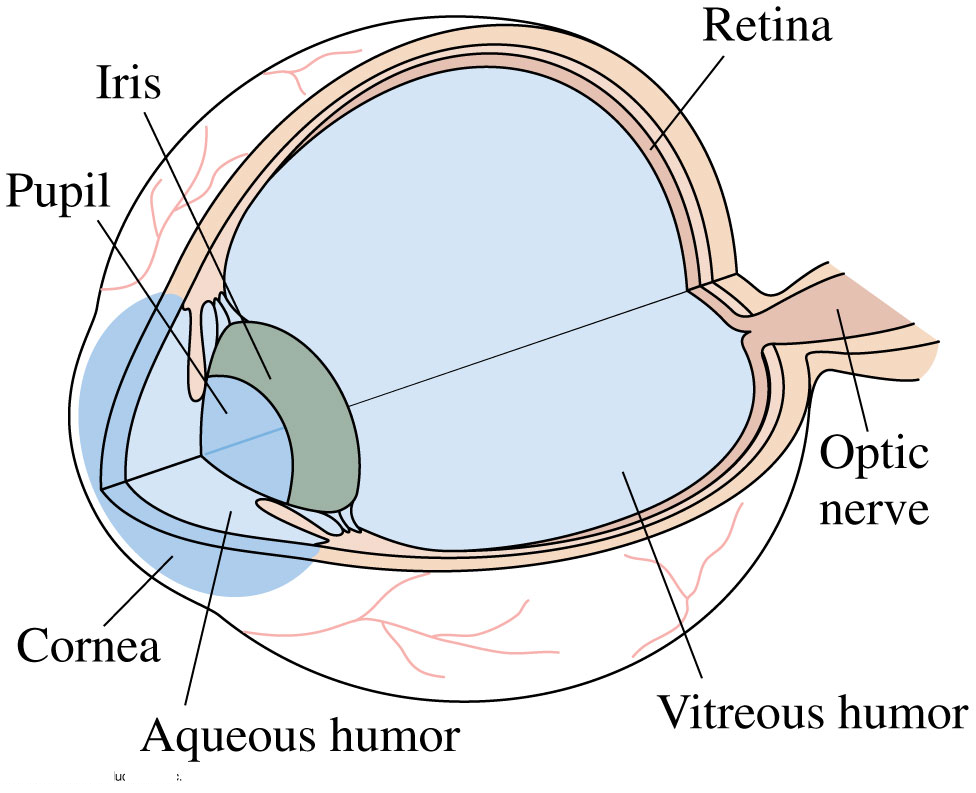 Retina
Iris
Pupil
Optic
nerve
Cornea
Vitreous humor
Aqueous humor